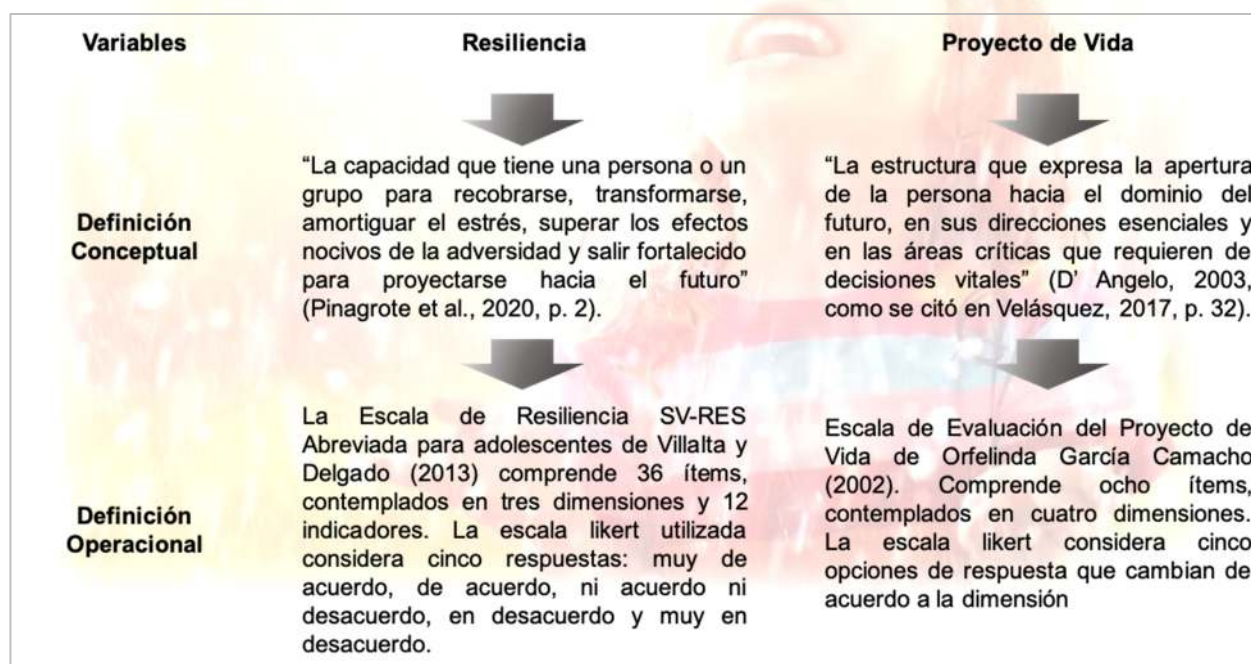 Variables
Resiliencia
Proyecto de Vida
Definición
Conceptual
“La capacidad que tiene una persona o un
grupo para recobrarse, transformarse,
amortiguar el estrés, superar los efectos
nocivos de la adversidad y salir fortalecido
para proyectarse hacia el futuro”
(Pinagrote et al., 2020, p. 2).
“La estructura que expresa la apertura
de la persona hacia el dominio del
futuro, en sus direcciones esenciales y
en las áreas críticas que requieren de
decisiones vitales” (D’ Angelo, 2003,
como se citó en Velásquez, 2017, p. 32).
Definición
Operacional
La Escala de Resiliencia SV-RES
Abreviada para adolescentes de Villalta y
Delgado (2013) comprende 36 ítems,
contemplados en tres dimensiones y 12
indicadores. La escala likert utilizada
considera cinco respuestas: muy de
acuerdo, de acuerdo, ni acuerdo ni
desacuerdo, en desacuerdo y muy en
desacuerdo.
Escala de Evaluación del Proyecto de
Vida de Orfelinda García Camacho
(2002). Comprende ocho ítems,
contemplados en cuatro dimensiones.
La escala likert considera cinco
opciones de respuesta que cambian de
acuerdo a la dimensión